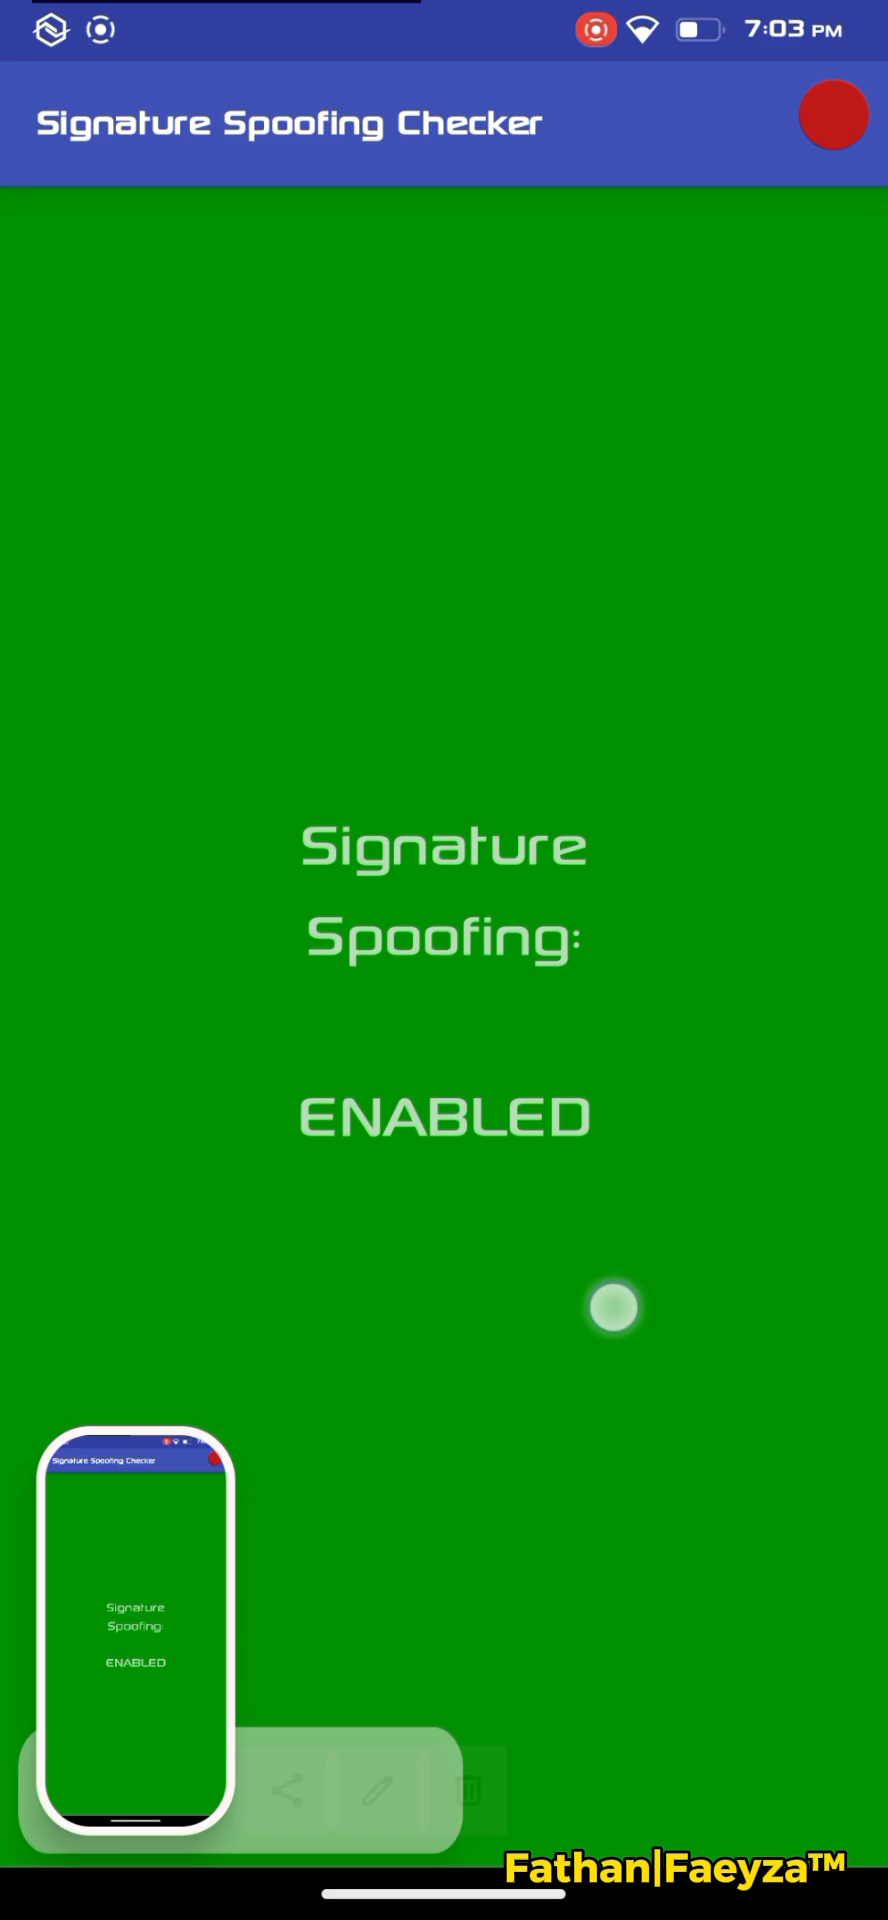 7:03 PM
Signature Spoofing Checker
Signature
Spoofing:
ENABLED
Signature Spoofing Checker
Signature
Spoofing:
ENABLED
Fathan|Faeyza™